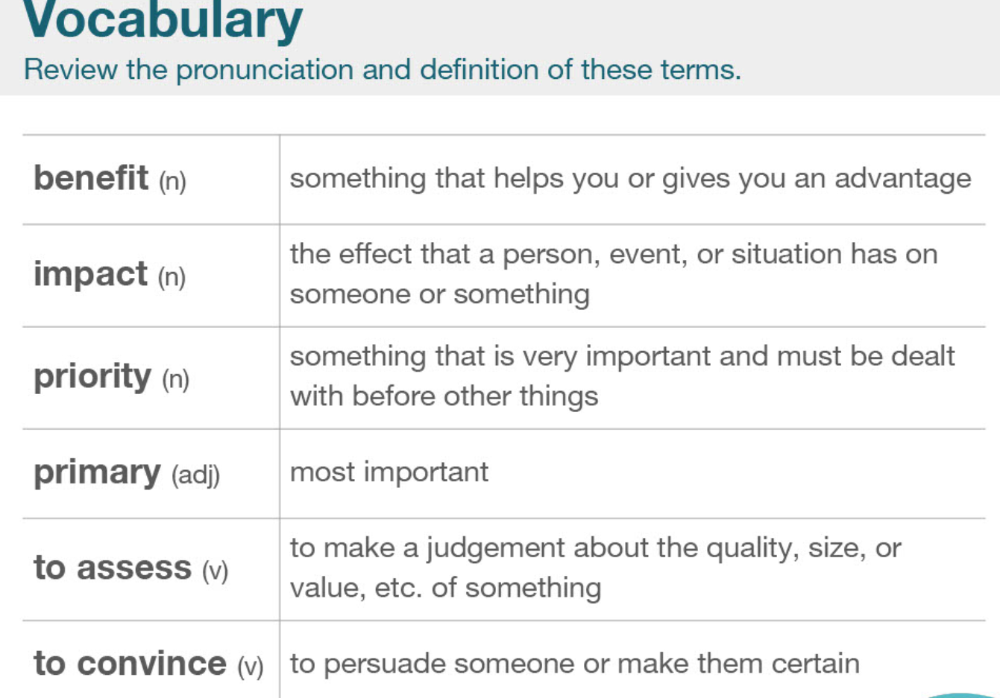 Vocabulary
Review the pronunciation and definition of these terms.
benefit (n)
something that helps you or gives you an advantage
impact (n)
the effect that a person, event, or situation has on
someone or something
priority (n)
something that is very important and must be dealt
with before other things
primary (adj)
most important
to assess (v)
to make a judgement about the quality, size, or
value, etc. of something
to convince (v)
to persuade someone or make them certain